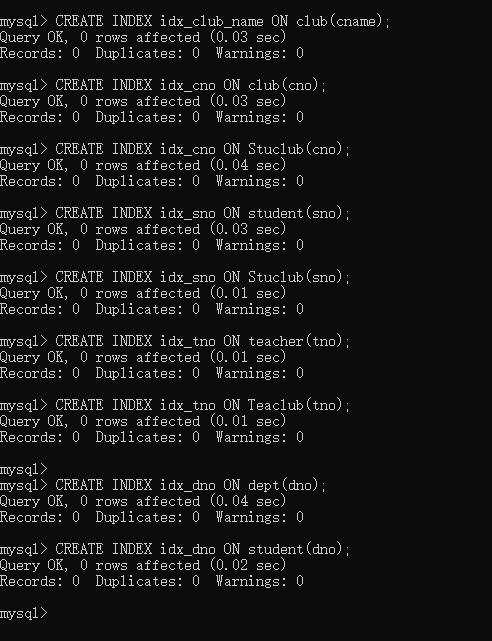 mysql> CREATE INDEX idx_club_name ON club(cname);
Query OK, 0 rows affected (0.03 sec)
Records: 0  Duplicates: 0  Warnings: 0
mysql> CREATE INDEX idx_cno ON club(cno);
Query OK, 0 rows affected (0.03 sec)
Records: 0  Duplicates: 0  Warnings: 0
mysql> CREATE INDEX idx_cno ON Stuclub(cno);
Query OK, 0 rows affected (0.04 sec)
Records: 0  Duplicates: 0  Warnings: 0
mysql> CREATE INDEX idx_sno ON student(sno);
Query OK, 0 rows affected (0.03 sec)
Records: 0  Duplicates: 0  Warnings: 0
mysql> CREATE INDEX idx_sno ON Stuclub(sno);
Query OK, 0 rows affected (0.01 sec)
Records: 0  Duplicates: 0  Warnings: 0
mysql> CREATE INDEX idx_tno ON teacher(tno);
Query OK, 0 rows affected (0.01 sec)
Records: 0  Duplicates: 0  Warnings: 0
mysql> CREATE INDEX idx_tno ON Teaclub(tno);
Query OK, 0 rows affected (0.01 sec)
Records: 0  Duplicates: 0  Warnings: 0
mysql>
mysql> CREATE INDEX idx_dno ON dept(dno);
Query OK, 0 rows affected (0.04 sec)
Records: 0  Duplicates: 0  Warnings: 0
mysql> CREATE INDEX idx_dno ON student(dno);
Query OK, 0 rows affected (0.02 sec)
Records: 0  Duplicates: 0  Warnings: 0
mysql>